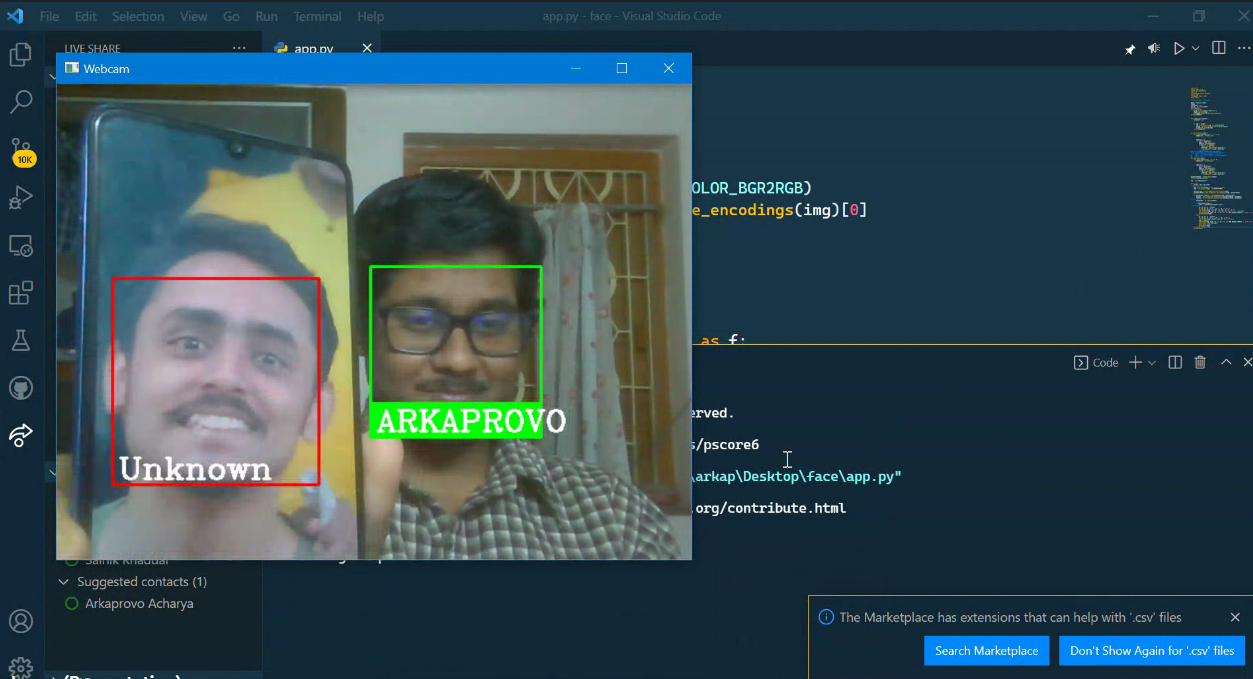 File Edit Selection View Go Run Terminal Help
app.py - face - Visual Studio Code
LIVE SHARE
app.py
Webcam
OLOR_BGR2RGB)
e_encodings(img)[0]
10K
as f:
Code
ARKAPROVO
Unknown
erved.
s/pscore6
\arkap\Desktop\face\app.py"
.org/contribute.html
Suggested contacts (1)
Arkaprovo Acharya
The Marketplace has extensions that can help with '.csv' files
Search Marketplace
Don't Show Again for '.csv' files